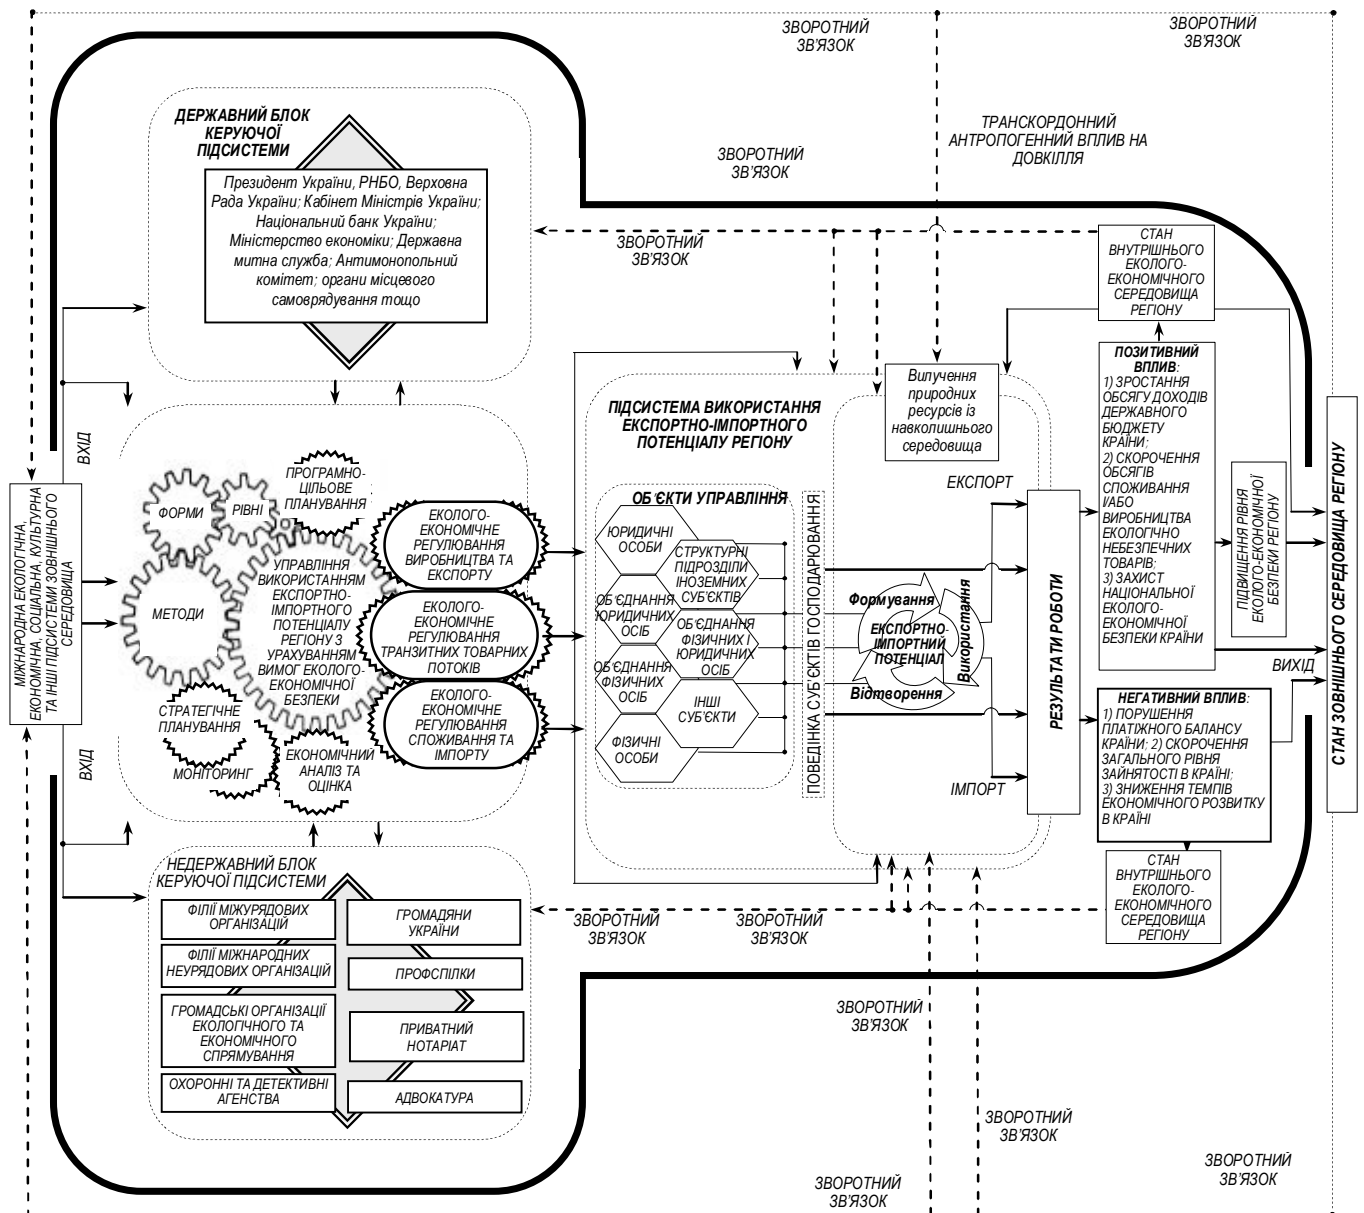 ЗВОРОТНИЙ
ЗВ'ЯЗОК
ЗВОРОТНИЙ
ЗВ'ЯЗОК
ДЕРЖАВНИЙ БЛОК
КЕРУЮЧОЇ
ПІДСИСТЕМИ
Президент України, РНБО, Верховна
Рада України; Кабінет Міністрів України;
Національний банк України;
Міністерство економіки; Державна
митна служба; Антимонопольний
комітет; органи місцевого
самоврядування тощо
ЗВОРОТНИЙ
ЗВ'ЯЗОК
ТРАНСКОРДОННИЙ
АНТРОПОГЕННИЙ ВПЛИВ НА
ДОВКІЛЛЯ
ЗВОРОТНИЙ
ЗВ'ЯЗОК
СТАН
ВНУТРІШНЬОГО
ЕКОЛОГО-
ЕКОНОМІЧНОГО
СЕРЕДОВИЩА
РЕГІОНУ
МІЖНАРОДНА ЕКОЛОГІЧНА,
ЕКОНОМІЧНА, СОЦІАЛЬНА, КУЛЬТУРНА
ТА ІНШІ ПІДСИСТЕМИ ЗОВНІШНЬОГО
СЕРЕДОВИЩА
ВХІД
ВХІД
ФОРМИ
РІВНІ
ПРОГРАМНО-
ЦІЛЬОВЕ
ПЛАНУВАННЯ
МЕТОДИ
УПРАВЛІННЯ
ВИКОРИСТАННЯМ
ЕКСПОРТНО-
ІМПОРТНОГО
ПОТЕНЦІАЛУ
РЕГІОНУ З
УРАХУВАННЯМ
ВИМОГ ЕКОЛОГО-
ЕКОНОМІЧНОЇ
БЕЗПЕКИ
СТРАТЕГІЧНЕ
ПЛАНУВАННЯ
МОНІТОРИНГ
ЕКОНОМІЧНИЙ
АНАЛІЗ ТА
ОЦІНКА
ЕКОЛОГО-
ЕКОНОМІЧНЕ
РЕГУЛЮВАННЯ
ВИРОБНИЦТВА ТА
ЕКСПОРТУ
ЕКОЛОГО-
ЕКОНОМІЧНЕ
РЕГУЛЮВАННЯ
ТРАНЗИТНИХ ТОВАРНИХ
ПОТОКІВ
ЕКОЛОГО-
ЕКОНОМІЧНЕ
РЕГУЛЮВАННЯ
СПОЖИВАННЯ ТА
ІМПОРТУ
ПІДСИСТЕМА ВИКОРИСТАННЯ
ЕКСПОРТНО-ІМПОРТНОГО
ПОТЕНЦІАЛУ РЕГІОНУ
Вилучення
природних
ресурсів із
навколишнього
середовища
ОБ'ЄКТИ УПРАВЛІННЯ
ЮРИДИЧНІ
ОСОБИ
СТРУКТУРНІ
ПІДРОЗДІЛИ
ІНОЗЕМНИХ
СУБ'ЄКТІВ
ОБ'ЄДНАННЯ
ЮРИДИЧНИХ
ОСІБ
ОБ'ЄДНАННЯ
ФІЗИЧНИХ І
ЮРИДИЧНИХ
ОСІБ
ОБ'ЄДНАННЯ
ФІЗИЧНИХ
ОСІБ
ІНШІ
СУБ'ЄКТИ
ФІЗИЧНІ
ОСОБИ
ПОВЕДІНКА СУБ'ЄКТІВ ГОСПОДАРЮВАННЯ
ЕКСПОРТ
Формування
ЕКСПОРТНО-
ІМПОРТНИЙ
ПОТЕНЦІАЛ
Використання
Відтворення
ІМПОРТ
РЕЗУЛЬТАТИ РОБОТИ
ПОЗИТИВНИЙ
ВПЛИВ:
1) ЗРОСТАННЯ
ОБСЯГУ ДОХОДІВ
ДЕРЖАВНОГО
БЮДЖЕТУ
КРАЇНИ;
2) СКОРОЧЕННЯ
ОБСЯГІВ
СПОЖИВАННЯ
І/АБО
ВИРОБНИЦТВА
ЕКОЛОГІЧНО
НЕБЕЗПЕЧНИХ
ТОВАРІВ;
3) ЗАХИСТ
НАЦІОНАЛЬНОЇ
ЕКОЛОГО-
ЕКОНОМІЧНОЇ
БЕЗПЕКИ КРАЇНИ
ПІДВИЩЕННЯ РІВНЯ
ЕКОЛОГО-ЕКОНОМІЧНОЇ
БЕЗПЕКИ РЕГІОНУ
ВИХІД
СТАН ЗОВНІШНЬОГО СЕРЕДОВИЩА РЕГІОНУ
НЕГАТИВНИЙ ВПЛИВ:
1) ПОРУШЕННЯ
ПЛАТІЖНОГО БАЛАНСУ
КРАЇНИ; 2) СКОРОЧЕННЯ
ЗАГАЛЬНОГО РІВНЯ
ЗАЙНЯТОСТІ В КРАЇНІ;
3) ЗНИЖЕННЯ ТЕМПІВ
ЕКОНОМІЧНОГО РОЗВИТКУ
В КРАЇНІ
СТАН
ВНУТРІШНЬОГО
ЕКОЛОГО-
ЕКОНОМІЧНОГО
СЕРЕДОВИЩА
РЕГІОНУ
НЕДЕРЖАВНИЙ БЛОК
КЕРУЮЧОЇ ПІДСИСТЕМИ
ФІЛІЇ МІЖУРЯДОВИХ
ОРГАНІЗАЦІЙ
ГРОМАДЯНИ
УКРАЇНИ
ФІЛІЇ МІЖНАРОДНИХ
НЕУРЯДОВИХ ОРГАНІЗАЦІЙ
ПРОФСПІЛКИ
ГРОМАДСЬКІ ОРГАНІЗАЦІЇ
ЕКОЛОГІЧНОГО ТА
ЕКОНОМІЧНОГО
СПРЯМУВАННЯ
ПРИВАТНИЙ
НОТАРІАТ
ОХОРОННІ ТА ДЕТЕКТИВНІ
АГЕНСТВА
АДВОКАТУРА
ЗВОРОТНИЙ
ЗВ'ЯЗОК
ЗВОРОТНИЙ
ЗВ'ЯЗОК
ЗВОРОТНИЙ
ЗВ'ЯЗОК
ЗВОРОТНИЙ
ЗВ'ЯЗОК
ЗВОРОТНИЙ
ЗВ'ЯЗОК
ЗВОРОТНИЙ
ЗВ'ЯЗОК